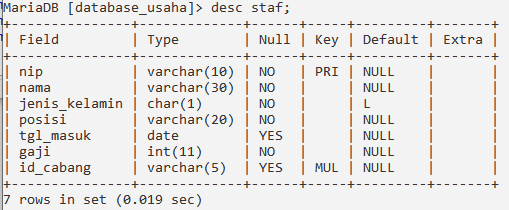 MariaDB [database_usaha]> desc staf;
+--------------+-------------+------+-----+---------+-------+
| Field        | Type        | Null | Key | Default | Extra |
+--------------+-------------+------+-----+---------+-------+
| nip          | varchar(10) | NO   | PRI | NULL    |       |
| nama         | varchar(30) | NO   |     | NULL    |       |
| jenis_kelamin | char(1)     | NO   |     | L       |       |
| posisi       | varchar(20) | NO   |     | NULL    |       |
| tgl_masuk    | date        | YES  |     | NULL    |       |
| gaji         | int(11)     | NO   |     | NULL    |       |
| id_cabang    | varchar(5)  | YES  | MUL | NULL    |       |
+--------------+-------------+------+-----+---------+-------+
7 rows in set (0.019 sec)